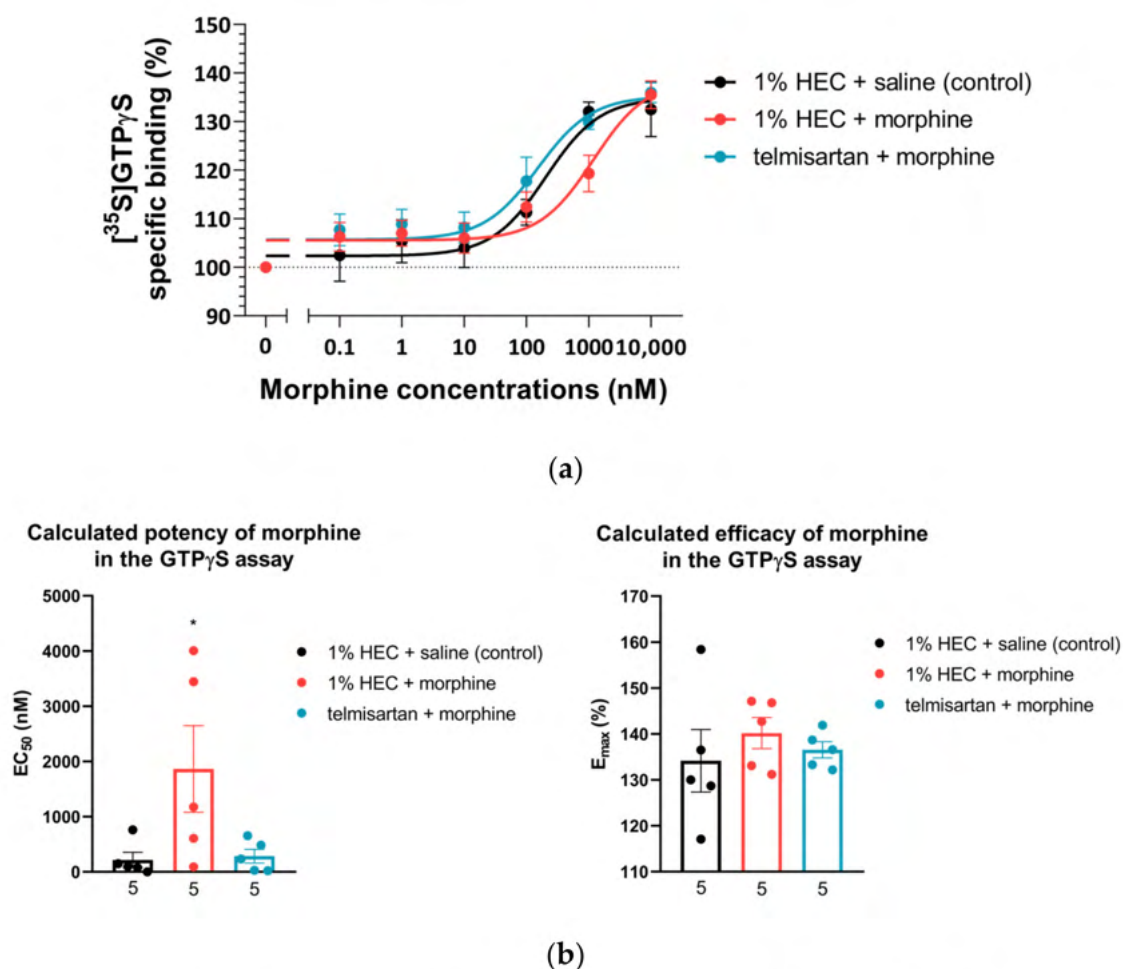 150
140
130
120
110
100
90
[³⁵S]GTPγS
specific binding (%)
0 0.1 1 10 100 1000 10,000
Morphine concentrations (nM)
1% HEC + saline (control)
1% HEC + morphine
telmisartan + morphine
(a)
Calculated potency of morphine
in the GTPγS assay
5000
4000
3000
2000
1000
0
EC₅₀ (nM)
*
5 5 5
1% HEC + saline (control)
1% HEC + morphine
telmisartan + morphine
Calculated efficacy of morphine
in the GTPγS assay
170
160
150
140
130
120
110
Eₘₐₓ (%)
5 5 5
1% HEC + saline (control)
1% HEC + morphine
telmisartan + morphine
(b)